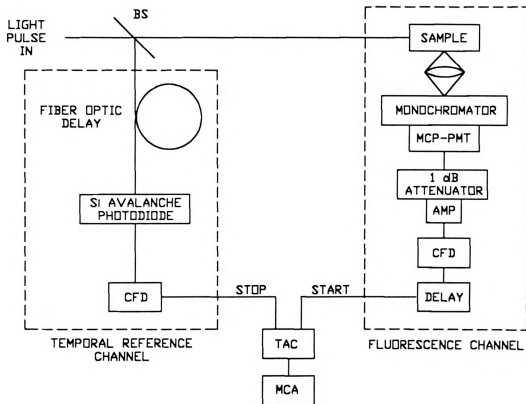 LIGHT
PULSE
IN
BS
SAMPLE
FIBER OPTIC
DELAY
MONOCHROMATOR
MCP-PMT
1 dB
ATTENUATOR
AMP
Si AVALANCHE
PHOTODIODE
CFD
CFD
STOP
START
DELAY
TEMPORAL REFERENCE
CHANNEL
TAC
FLUORESCENCE CHANNEL
MCA